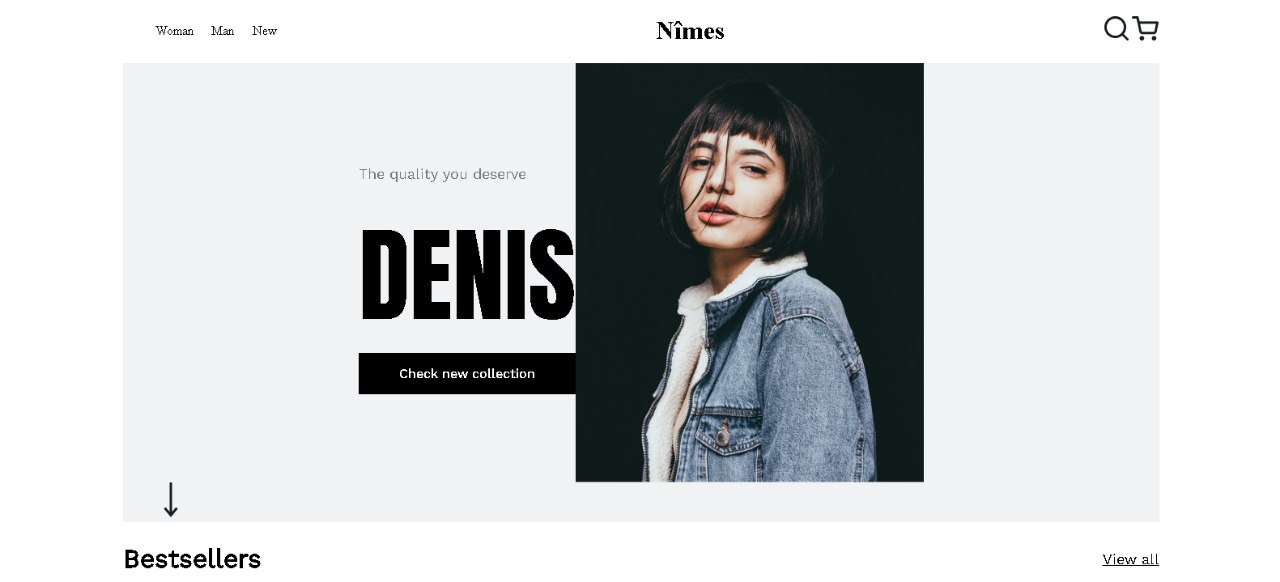 Woman Man New
Nîmes
The quality you deserve
DENIS
Check new collection
Bestsellers
View all